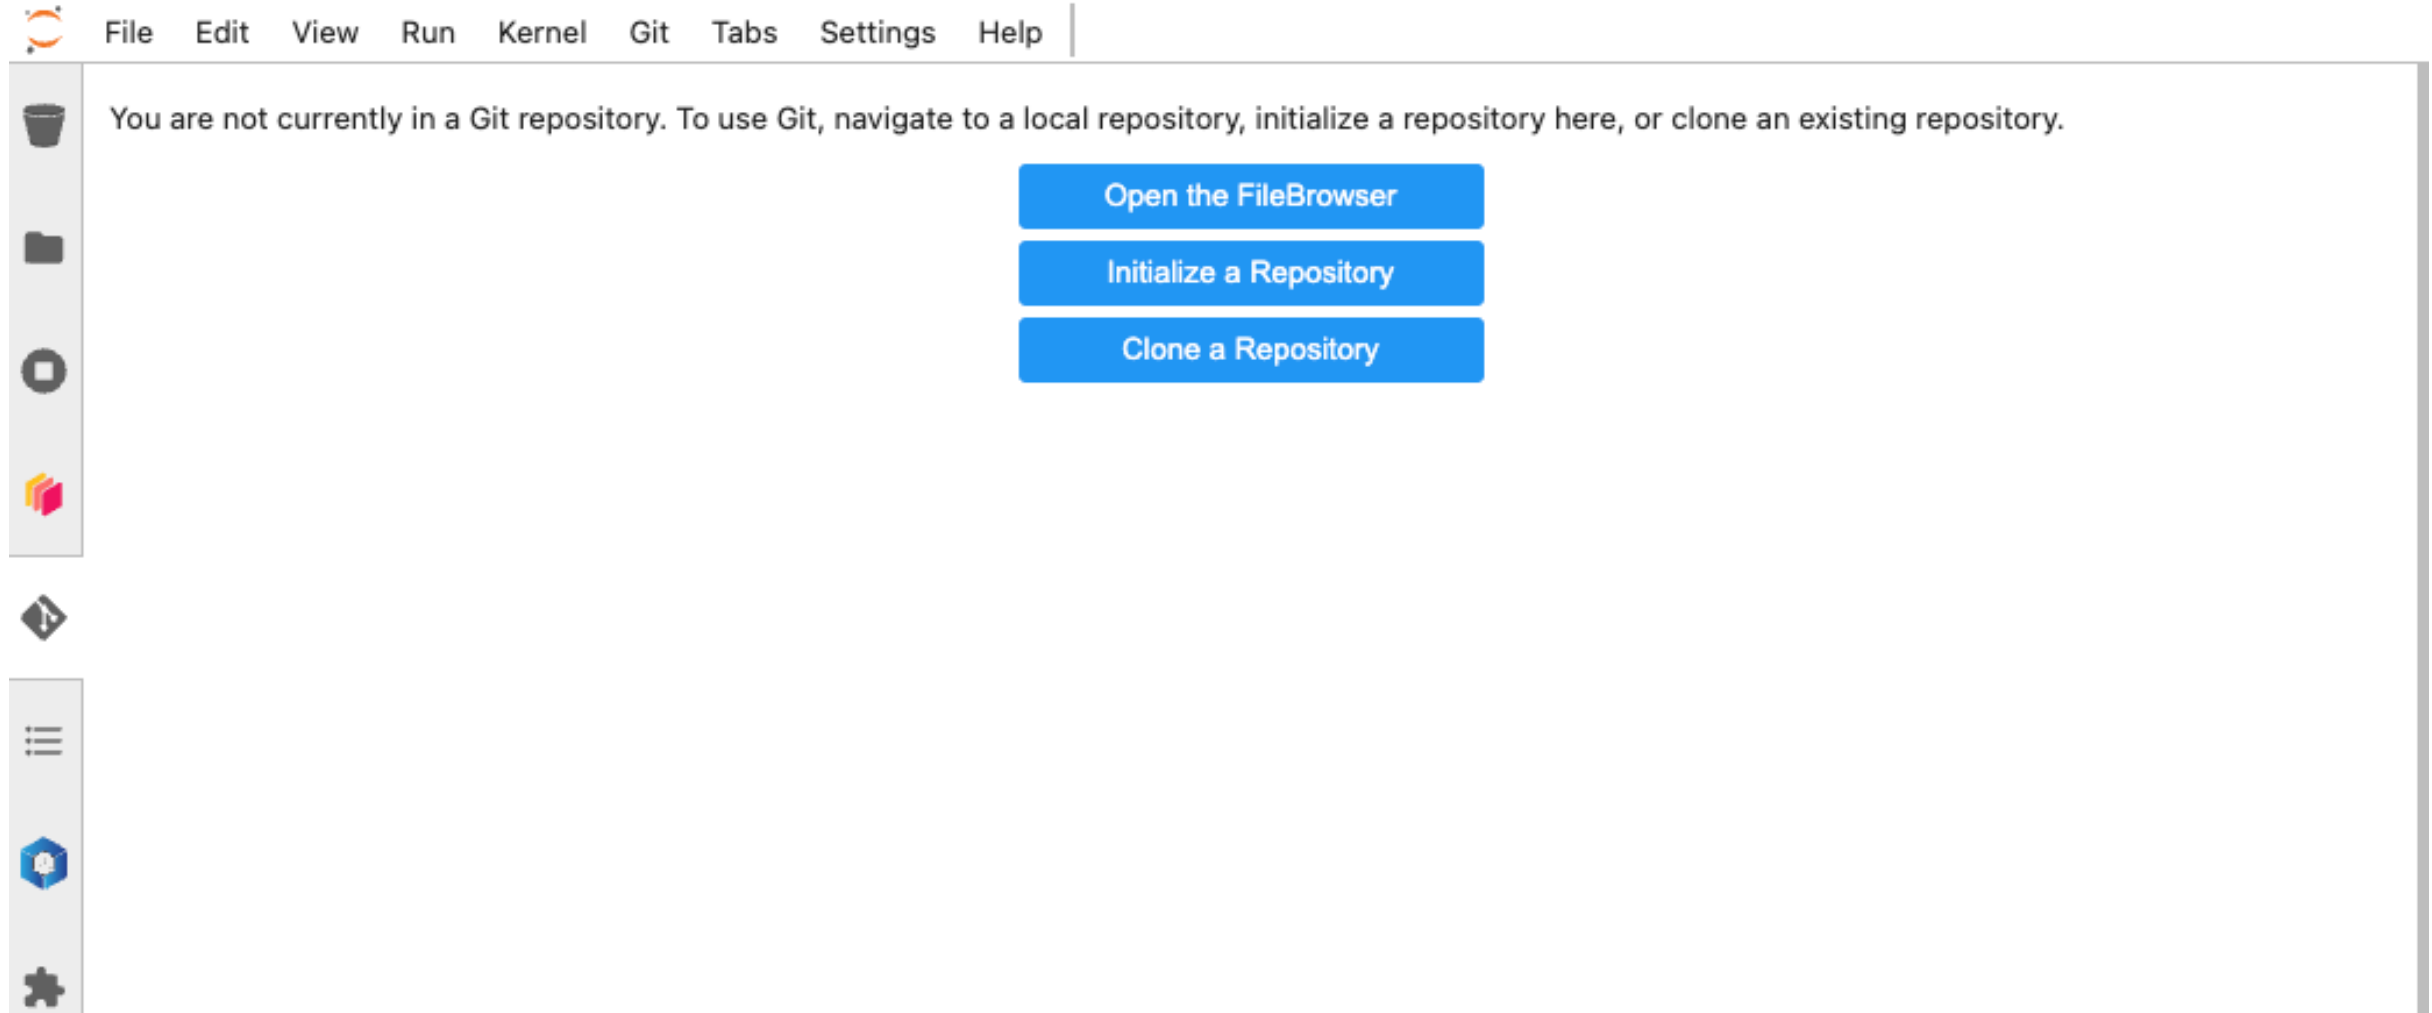 File Edit View Run Kernel Git Tabs Settings Help
You are not currently in a Git repository. To use Git, navigate to a local repository, initialize a repository here, or clone an existing repository.
Open the FileBrowser
Initialize a Repository
Clone a Repository